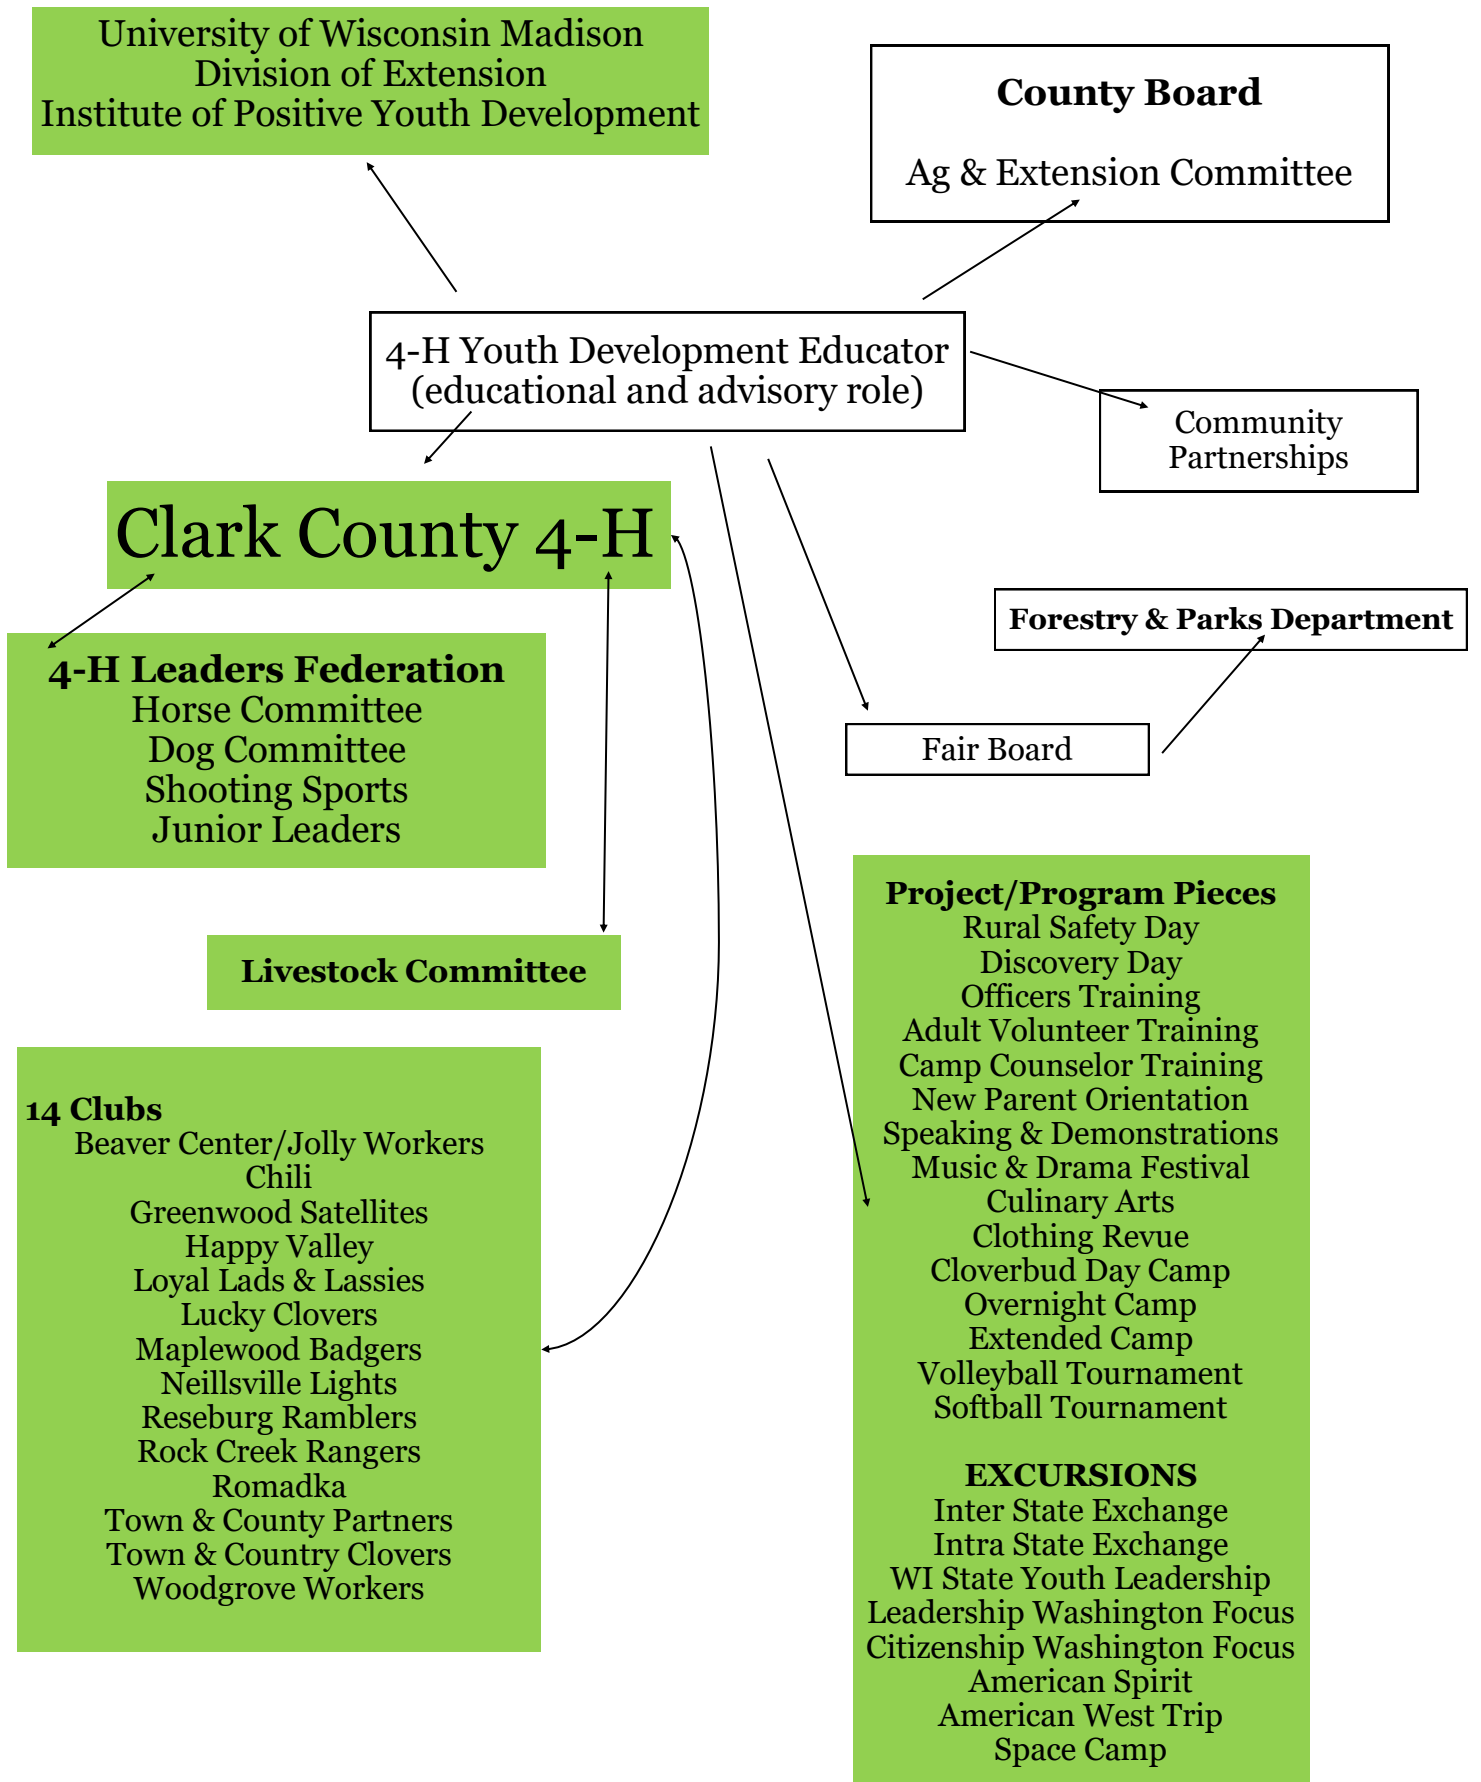 University of Wisconsin Madison
Division of Extension
Institute of Positive Youth Development
County Board
Ag & Extension Committee
4-H Youth Development Educator
(educational and advisory role)
Community
Partnerships
Clark County 4-H
Forestry & Parks Department
4-H Leaders Federation
Horse Committee
Dog Committee
Shooting Sports
Junior Leaders
Fair Board
Livestock Committee
14 Clubs
Beaver Center/Jolly Workers
Chili
Greenwood Satellites
Happy Valley
Loyal Lads & Lassies
Lucky Clovers
Maplewood Badgers
Neillsville Lights
Reseburg Ramblers
Rock Creek Rangers
Romadka
Town & County Partners
Town & Country Clovers
Woodgrove Workers
Project/Program Pieces
Rural Safety Day
Discovery Day
Officers Training
Adult Volunteer Training
Camp Counselor Training
New Parent Orientation
Speaking & Demonstrations
Music & Drama Festival
Culinary Arts
Clothing Revue
Cloverbud Day Camp
Overnight Camp
Extended Camp
Volleyball Tournament
Softball Tournament
EXCURSIONS
Inter State Exchange
Intra State Exchange
WI State Youth Leadership
Leadership Washington Focus
Citizenship Washington Focus
American Spirit
American West Trip
Space Camp